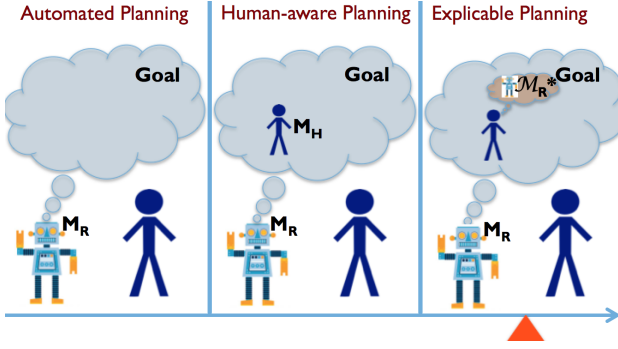 Automated Planning
Human-aware Planning
Explicable Planning
Goal
M_R
Goal
M_H
M_R
ℳ_R* Goal
M_R